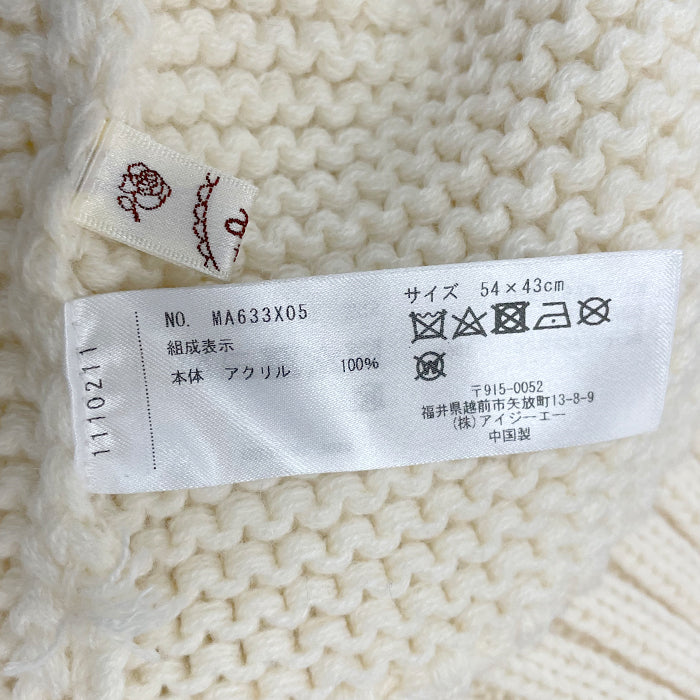 a
1110211
NO. MA633X05
組成表示
本体 アクリル 100%
サイズ 54×43cm
〒915-0052
福井県越前市矢放町13-8-9
(株)アイジーエー
中国製